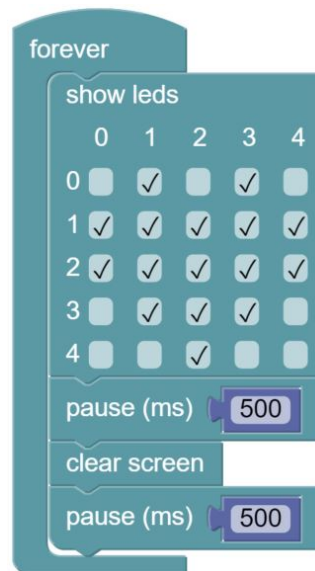 forever
show leds
0 1 2 3 4
0
1
2
3
4
pause (ms) 500
clear screen
pause (ms) 500